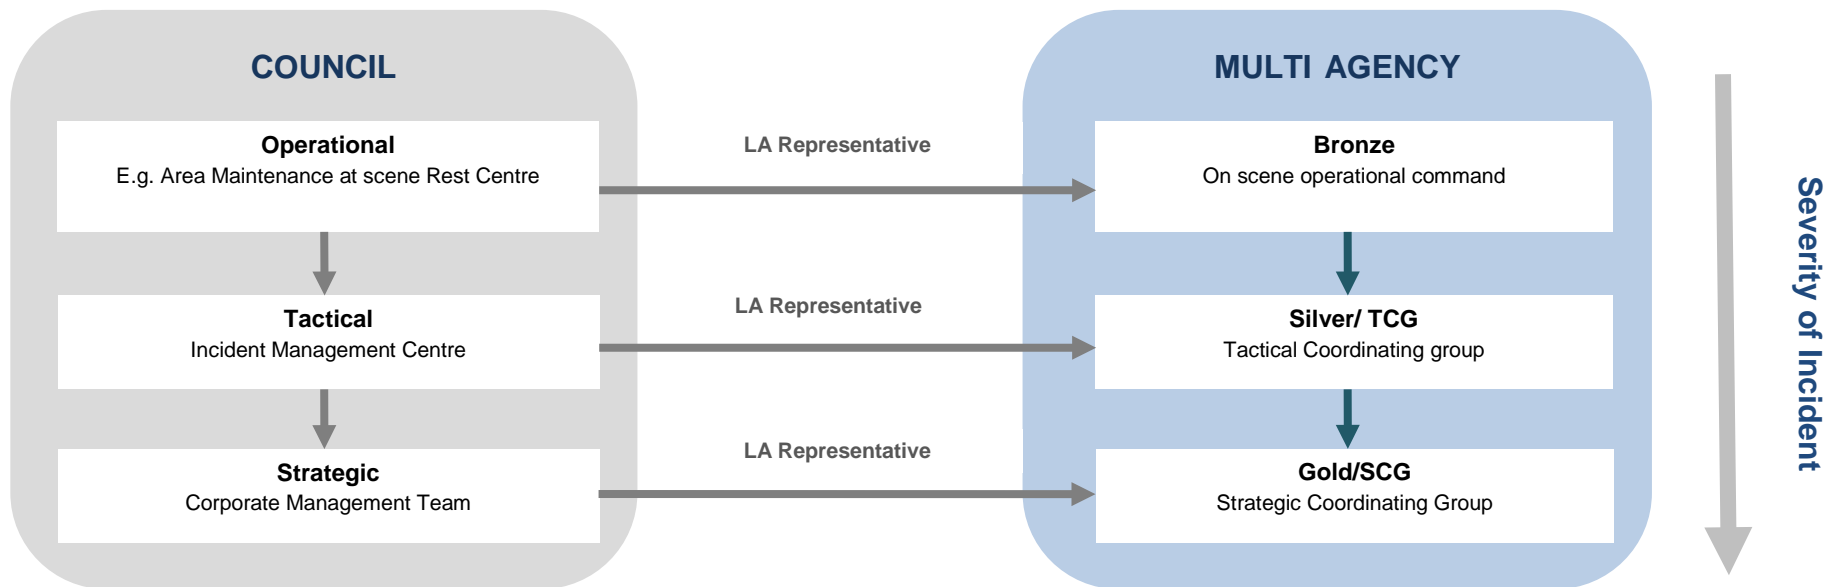 COUNCIL
Operational
E.g. Area Maintenance at scene Rest Centre
Tactical
Incident Management Centre
Strategic
Corporate Management Team
LA Representative
LA Representative
LA Representative
MULTI AGENCY
Bronze
On scene operational command
Silver/ TCG
Tactical Coordinating group
Gold/SCG
Strategic Coordinating Group
Severity of Incident